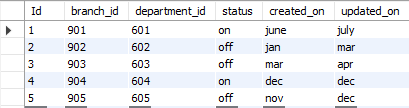 Id branch_id department_id status created_on updated_on
1 901 601 on june july
2 902 602 off jan mar
3 903 603 off mar apr
4 904 604 on dec dec
5 905 605 off nov dec